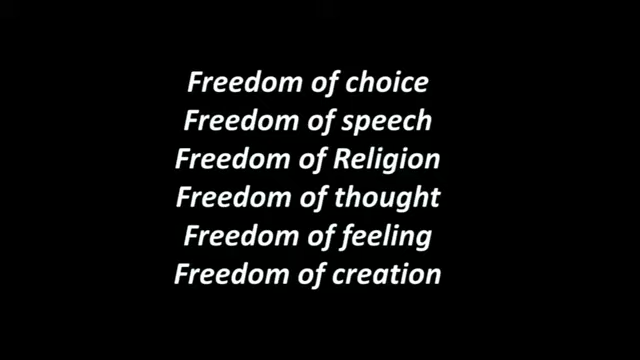 Freedom of choice
Freedom of speech
Freedom of Religion
Freedom of thought
Freedom of feeling
Freedom of creation